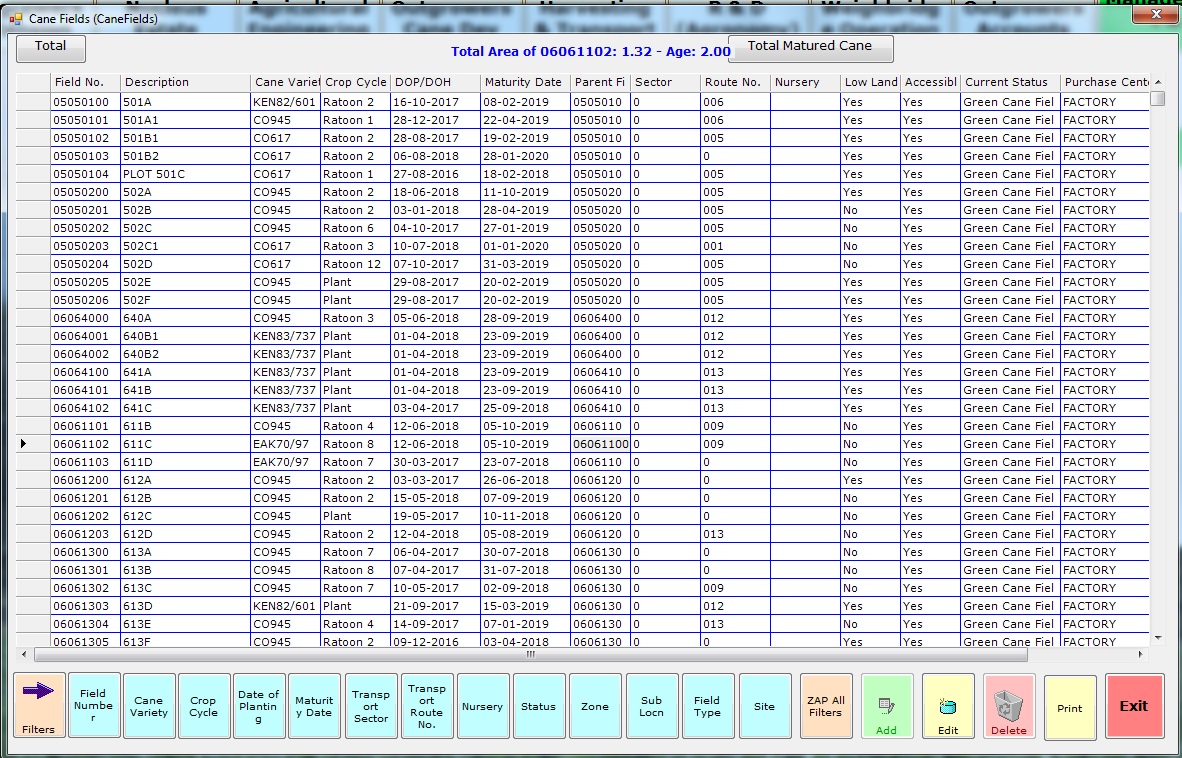 Cane Fields (CaneFields)
Total
Total Area of 06061102: 1.32 - Age: 2.00
Total Matured Cane
Field No. Description Cane Variet Crop Cycle DOP/DOH Maturity Date Parent Fi Sector Route No. Nursery Low Land Accessibl Current Status Purchase Cent
05050100 501A KEN82/601 Ratoon 2 16-10-2017 08-02-2019 0505010 0 006 Yes Yes Green Cane Fiel FACTORY
05050101 501A1 CO945 Ratoon 1 28-12-2017 22-04-2019 0505010 0 006 Yes Yes Green Cane Fiel FACTORY
05050102 501B1 CO617 Ratoon 2 28-08-2017 19-02-2019 0505010 0 005 Yes Yes Green Cane Fiel FACTORY
05050103 501B2 CO617 Ratoon 2 06-08-2018 28-01-2020 0505010 0 0 Yes Yes Green Cane Fiel FACTORY
05050104 PLOT 501C CO617 Ratoon 1 27-08-2016 18-02-2018 0505010 0 005 Yes Yes Green Cane Fiel FACTORY
05050200 502A CO945 Ratoon 2 18-06-2018 11-10-2019 0505020 0 005 Yes Yes Green Cane Fiel FACTORY
05050201 502B CO945 Ratoon 2 03-01-2018 28-04-2019 0505020 0 005 No Yes Green Cane Fiel FACTORY
05050202 502C CO945 Ratoon 6 04-10-2017 27-01-2019 0505020 0 005 No Yes Green Cane Fiel FACTORY
05050203 502C1 CO617 Ratoon 3 10-07-2018 01-01-2020 0505020 0 001 No Yes Green Cane Fiel FACTORY
05050204 502D CO617 Ratoon 12 07-10-2017 31-03-2019 0505020 0 005 No Yes Green Cane Fiel FACTORY
05050205 502E CO945 Plant 29-08-2017 20-02-2019 0505020 0 005 Yes Yes Green Cane Fiel FACTORY
05050206 502F CO945 Plant 29-08-2017 20-02-2019 0505020 0 005 Yes Yes Green Cane Fiel FACTORY
06064000 640A CO945 Ratoon 3 05-06-2018 28-09-2019 0606400 0 012 Yes Yes Green Cane Fiel FACTORY
06064001 640B1 KEN83/737 Plant 01-04-2018 23-09-2019 0606400 0 012 Yes Yes Green Cane Fiel FACTORY
06064002 640B2 KEN83/737 Plant 01-04-2018 23-09-2019 0606400 0 012 Yes Yes Green Cane Fiel FACTORY
06064100 641A KEN83/737 Plant 01-04-2018 23-09-2019 0606410 0 013 Yes Yes Green Cane Fiel FACTORY
06064101 641B KEN83/737 Plant 01-04-2018 23-09-2019 0606410 0 013 Yes Yes Green Cane Fiel FACTORY
06064102 641C KEN83/737 Plant 03-04-2017 25-09-2018 0606410 0 013 Yes Yes Green Cane Fiel FACTORY
06061101 611B CO945 Ratoon 4 12-06-2018 05-10-2019 0606110 0 009 No Yes Green Cane Fiel FACTORY
06061102 611C EAK70/97 Ratoon 8 12-06-2018 05-10-2019 06061100 0 009 No Yes Green Cane Fiel FACTORY
06061103 611D EAK70/97 Ratoon 7 30-03-2017 23-07-2018 0606110 0 0 No Yes Green Cane Fiel FACTORY
06061200 612A CO945 Ratoon 2 03-03-2017 26-06-2018 0606120 0 0 Yes Yes Green Cane Fiel FACTORY
06061201 612B CO945 Ratoon 2 15-05-2018 07-09-2019 0606120 0 0 No Yes Green Cane Fiel FACTORY
06061202 612C CO945 Plant 19-05-2017 10-11-2018 0606120 0 0 No Yes Green Cane Fiel FACTORY
06061203 612D CO945 Ratoon 2 12-04-2018 05-08-2019 0606120 0 013 No Yes Green Cane Fiel FACTORY
06061300 613A CO945 Ratoon 7 06-04-2017 30-07-2018 0606130 0 0 No Yes Green Cane Fiel FACTORY
06061301 613B CO945 Ratoon 8 07-04-2017 31-07-2018 0606130 0 0 No Yes Green Cane Fiel FACTORY
06061302 613C CO945 Ratoon 7 10-05-2017 02-09-2018 0606130 0 009 No Yes Green Cane Fiel FACTORY
06061303 613D KEN82/601 Plant 21-09-2017 15-03-2019 0606130 0 012 Yes Yes Green Cane Fiel FACTORY
06061304 613E CO945 Ratoon 4 14-09-2017 07-01-2019 0606130 0 013 No Yes Green Cane Fiel FACTORY
06061305 613F CO945 Ratoon 2 09-12-2016 03-04-2018 0606130 0 0 Yes Yes Green Cane Fiel FACTORY
Filters
Field
Numbe
r
Cane
Variety
Crop
Cycle
Date of
Plantin
g
Maturit
y Date
Transp
ort
Sector
Transp
ort
Route
No.
Nursery
Status
Zone
Sub
Locn
Field
Type
Site
ZAP All
Filters
Add
Edit
Delete
Print
Exit